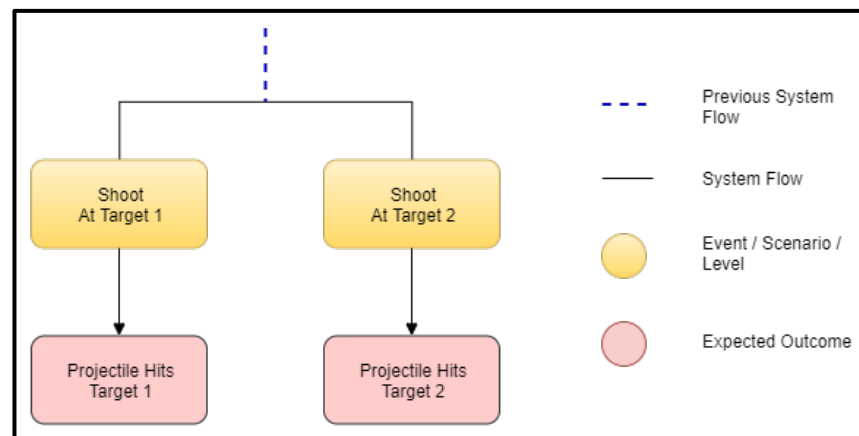 Shoot
At Target 1
Shoot
At Target 2
Projectile Hits
Target 1
Projectile Hits
Target 2
Previous System
Flow
System Flow
Event / Scenario /
Level
Expected Outcome